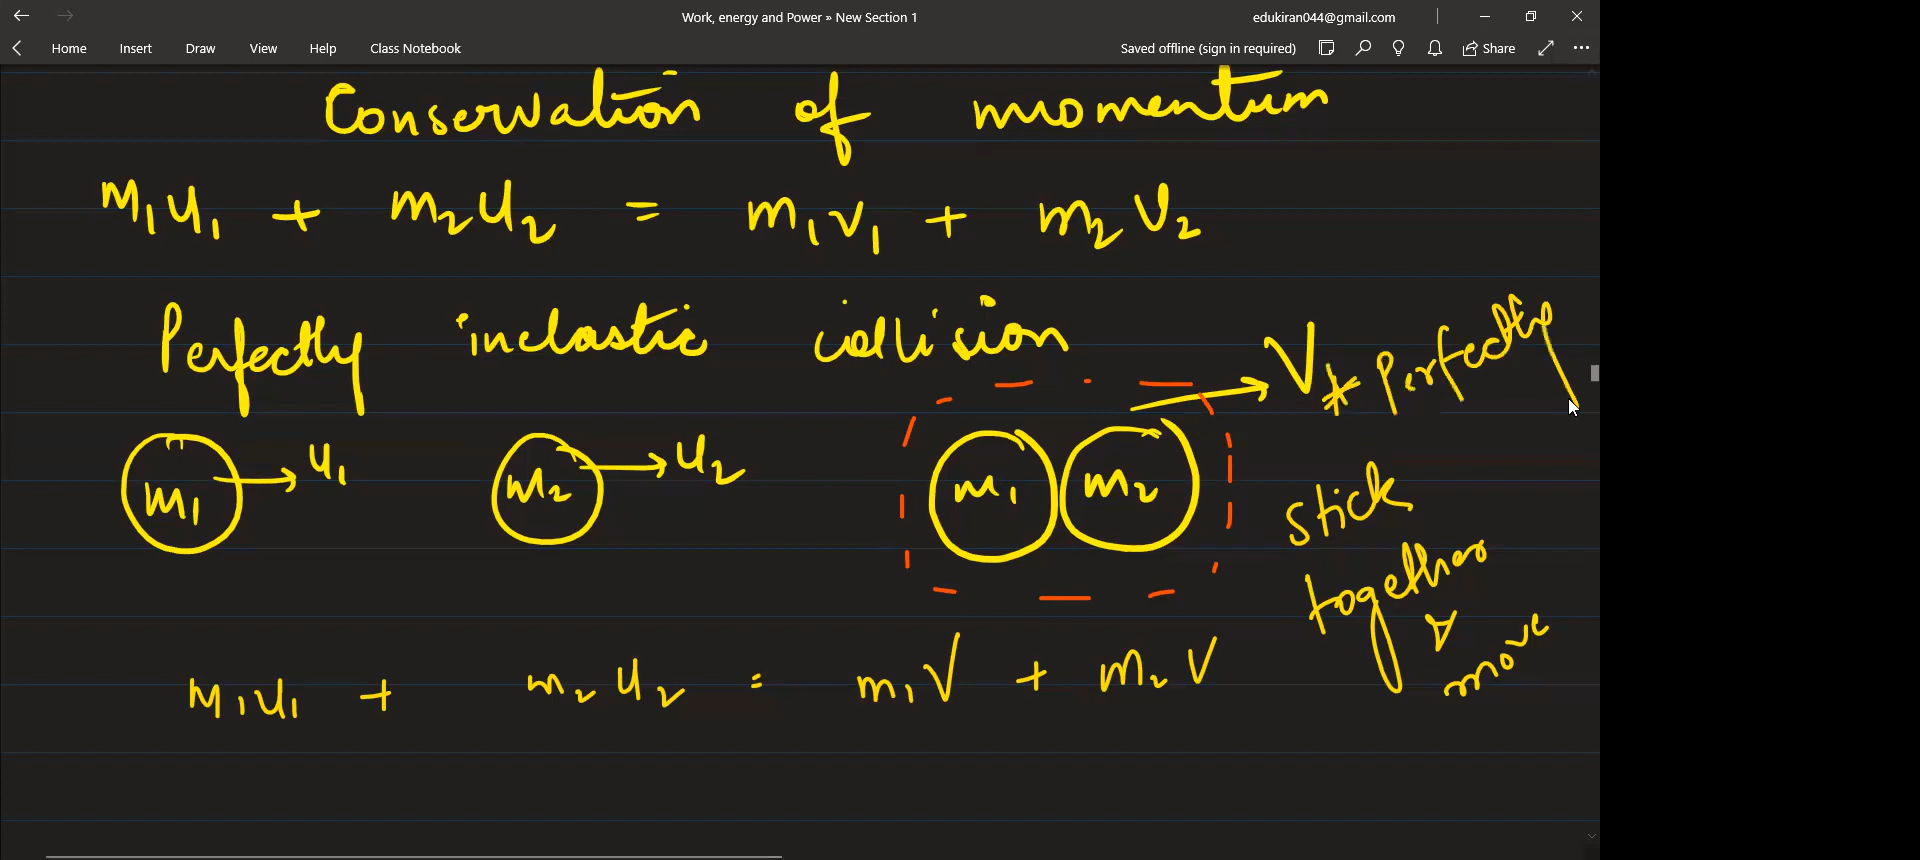 Work, energy and Power » New Section 1
edukiran044@gmail.com
Home Insert Draw View Help Class Notebook
Saved offline (sign in required) Share
Conservation of momentum
m₁u₁ + m₂u₂ = m₁v₁ + m₂v₂
Perfectly inelastic collision
V
* Perfectly
m₁ u₁ m₂ u₂ m₁ m₂
stick
together
&
move
m₁u₁ + m₂u₂ = m₁V + m₂V